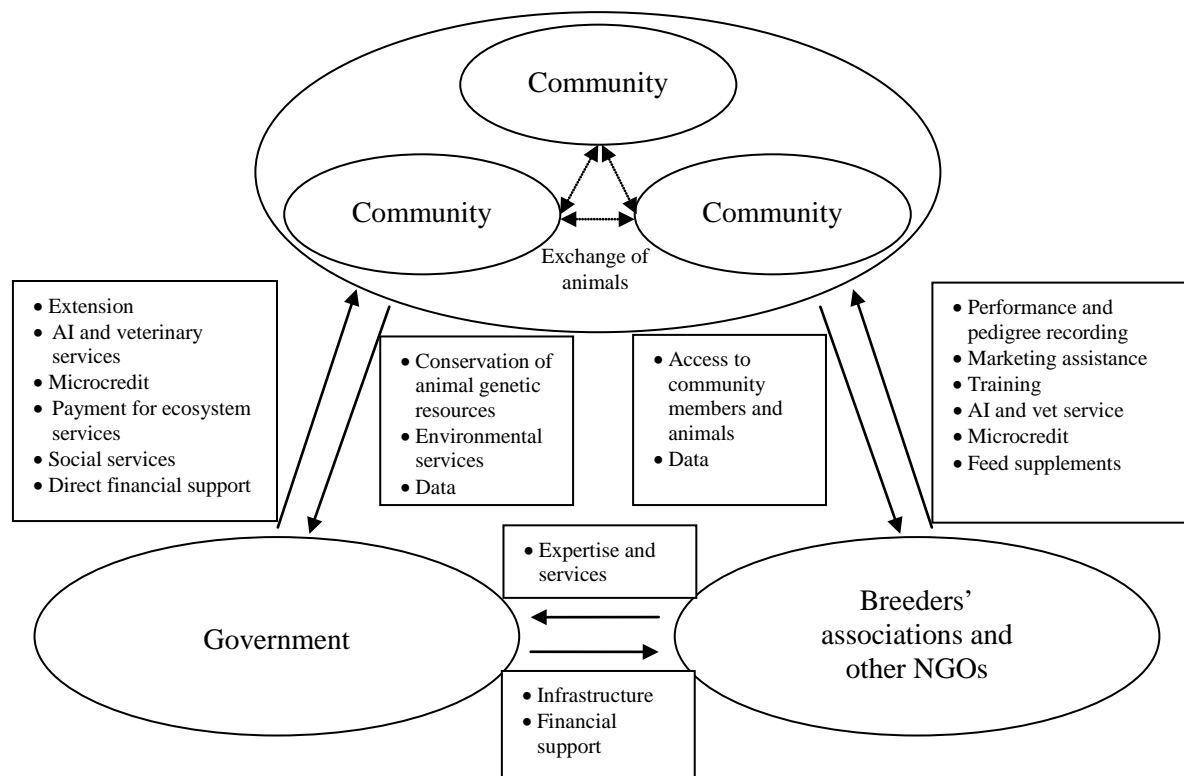 Community
Community
Community
Exchange of
animals
• Extension
• AI and veterinary
services
• Microcredit
• Payment for ecosystem
services
• Social services
• Direct financial support
• Conservation of
animal genetic
resources
• Environmental
services
• Data
• Access to
community
members and
animals
• Data
• Performance and
pedigree recording
• Marketing assistance
• Training
• AI and vet service
• Microcredit
• Feed supplements
• Expertise and
services
Government
Breeders’
associations and
other NGOs
• Infrastructure
• Financial
support